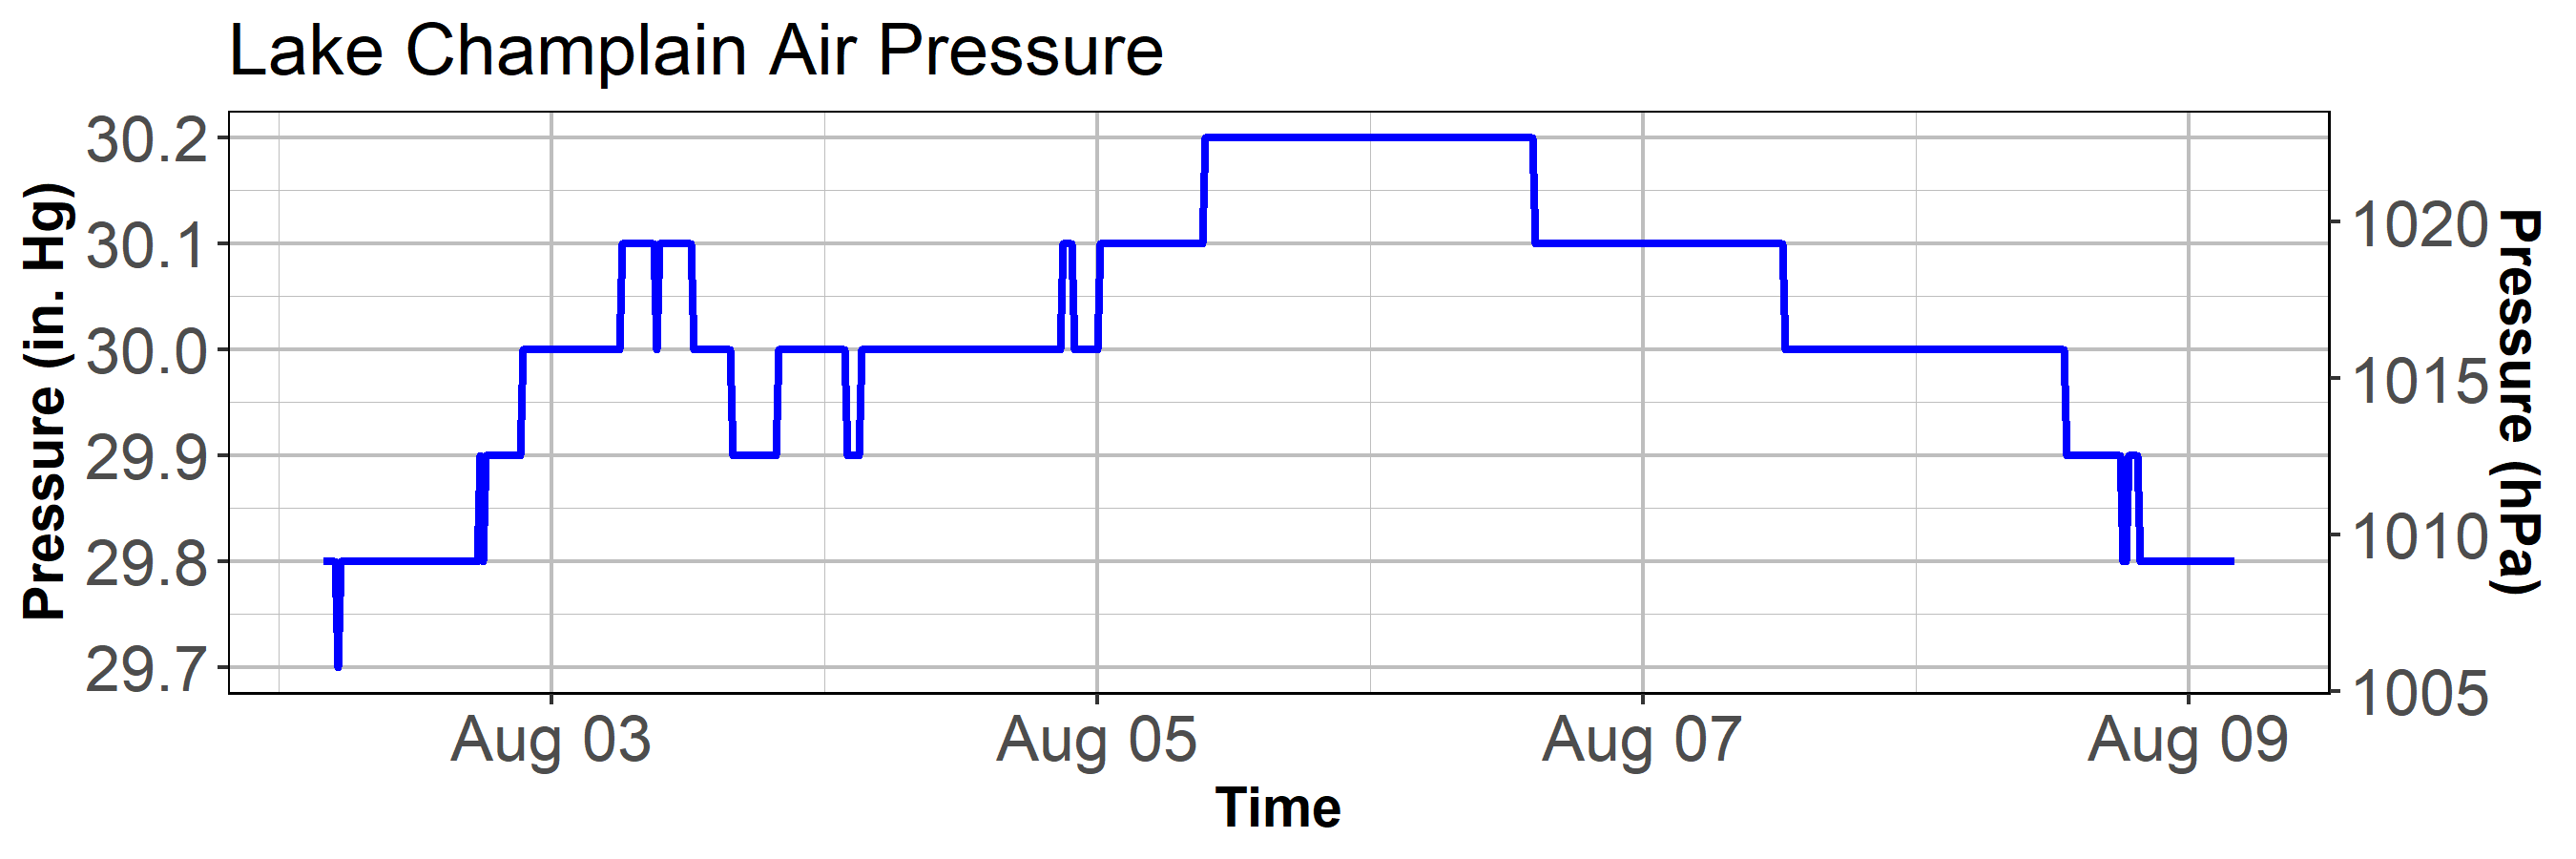 Lake Champlain Air Pressure
Pressure (in. Hg)
30.2
30.1
30.0
29.9
29.8
29.7
1020
1015
1010
1005
Pressure (hPa)
Aug 03 Aug 05 Aug 07 Aug 09
Time